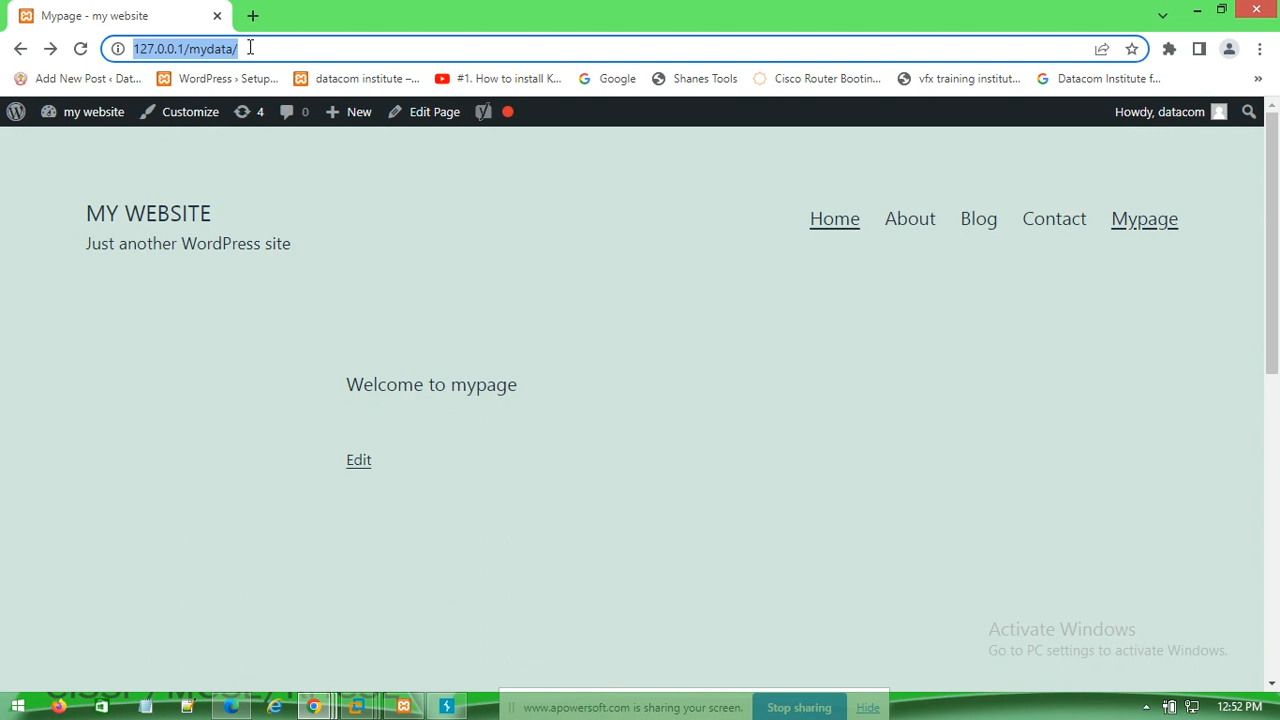 Mypage - my website
127.0.0.1/mydata/
Add New Post ‹ Dat...
WordPress › Setup...
datacom institute –...
#1. How to install K...
Google
Shanes Tools
Cisco Router Bootin...
vfx training institut...
Datacom Institute f...
»
my website
Customize
4
0
New
Edit Page
Howdy, datacom
MY WEBSITE
Just another WordPress site
Home
About
Blog
Contact
Mypage
Welcome to mypage
Edit
Activate Windows
Go to PC settings to activate Windows.
www.apowersoft.com is sharing your screen.
Stop sharing
Hide
12:52 PM